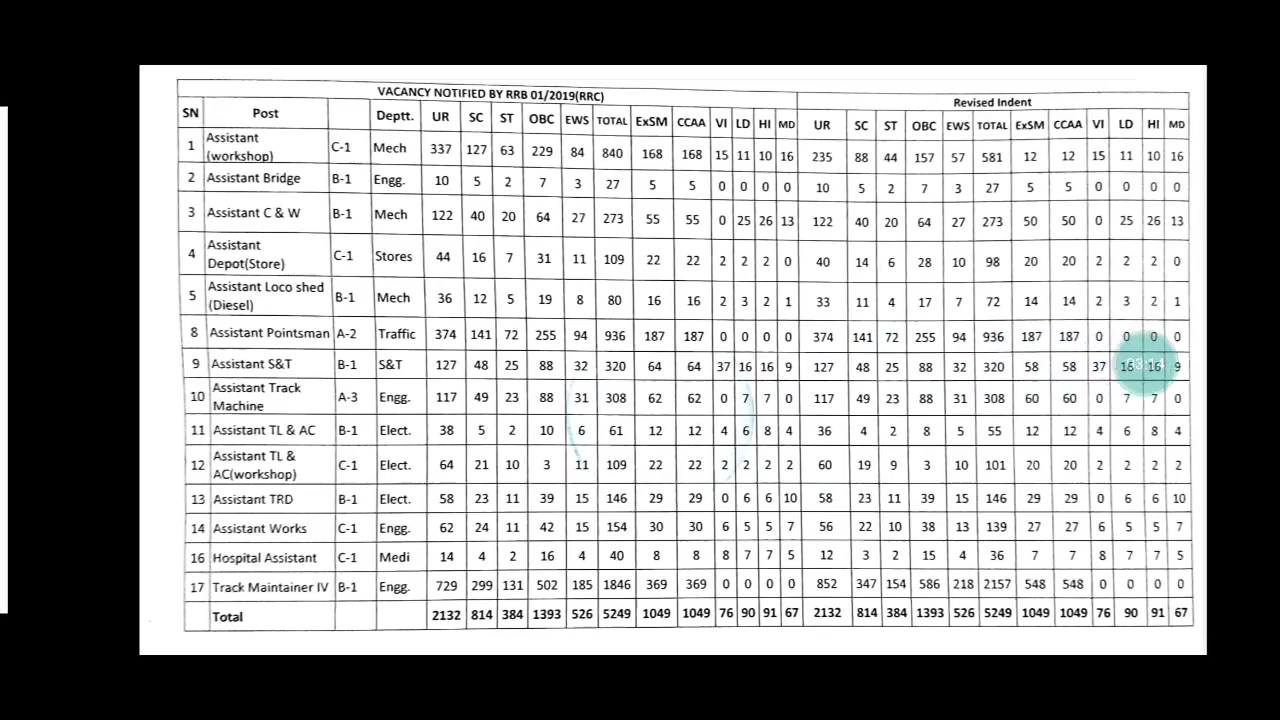 VACANCY NOTIFIED BY RRB 01/2019(RRC) Revised Indent
SN Post Deptt. UR SC ST OBC EWS TOTAL ExSM CCAA VI LD HI MD UR SC ST OBC EWS TOTAL ExSM CCAA VI LD HI MD
1 Assistant (workshop) C-1 Mech 337 127 63 229 84 840 168 168 15 11 10 16 235 88 44 157 57 581 12 12 15 11 10 16
2 Assistant Bridge B-1 Engg. 10 5 2 7 3 27 5 5 0 0 0 0 10 5 2 7 3 27 5 5 0 0 0 0
3 Assistant C & W B-1 Mech 122 40 20 64 27 273 55 55 0 25 26 13 122 40 20 64 27 273 50 50 0 25 26 13
4 Assistant Depot(Store) C-1 Stores 44 16 7 31 11 109 22 22 2 2 2 0 40 14 6 28 10 98 20 20 2 2 2 0
5 Assistant Loco shed (Diesel) B-1 Mech 36 12 5 19 8 80 16 16 2 3 2 1 33 11 4 17 7 72 14 14 2 3 2 1
8 Assistant Pointsman A-2 Traffic 374 141 72 255 94 936 187 187 0 0 0 0 374 141 72 255 94 936 187 187 0 0 0 0
9 Assistant S&T B-1 S&T 127 48 25 88 32 320 64 64 37 16 16 9 127 48 25 88 32 320 58 58 37 16 16 9
03:14
10 Assistant Track Machine A-3 Engg. 117 49 23 88 31 308 62 62 0 7 7 0 117 49 23 88 31 308 60 60 0 7 7 0
11 Assistant TL & AC B-1 Elect. 38 5 2 10 6 61 12 12 4 6 8 4 36 4 2 8 5 55 12 12 4 6 8 4
12 Assistant TL & AC(workshop) C-1 Elect. 64 21 10 3 11 109 22 22 2 2 2 2 60 19 9 3 10 101 20 20 2 2 2 2
13 Assistant TRD B-1 Elect. 58 23 11 39 15 146 29 29 0 6 6 10 58 23 11 39 15 146 29 29 0 6 6 10
14 Assistant Works C-1 Engg. 62 24 11 42 15 154 30 30 6 5 5 7 56 22 10 38 13 139 27 27 6 5 5 7
16 Hospital Assistant C-1 Medi 14 4 2 16 4 40 8 8 8 7 7 5 12 3 2 15 4 36 7 7 8 7 7 5
17 Track Maintainer IV B-1 Engg. 729 299 131 502 185 1846 369 369 0 0 0 0 852 347 154 586 218 2157 548 548 0 0 0 0
Total 2132 814 384 1393 526 5249 1049 1049 76 90 91 67 2132 814 384 1393 526 5249 1049 1049 76 90 91 67